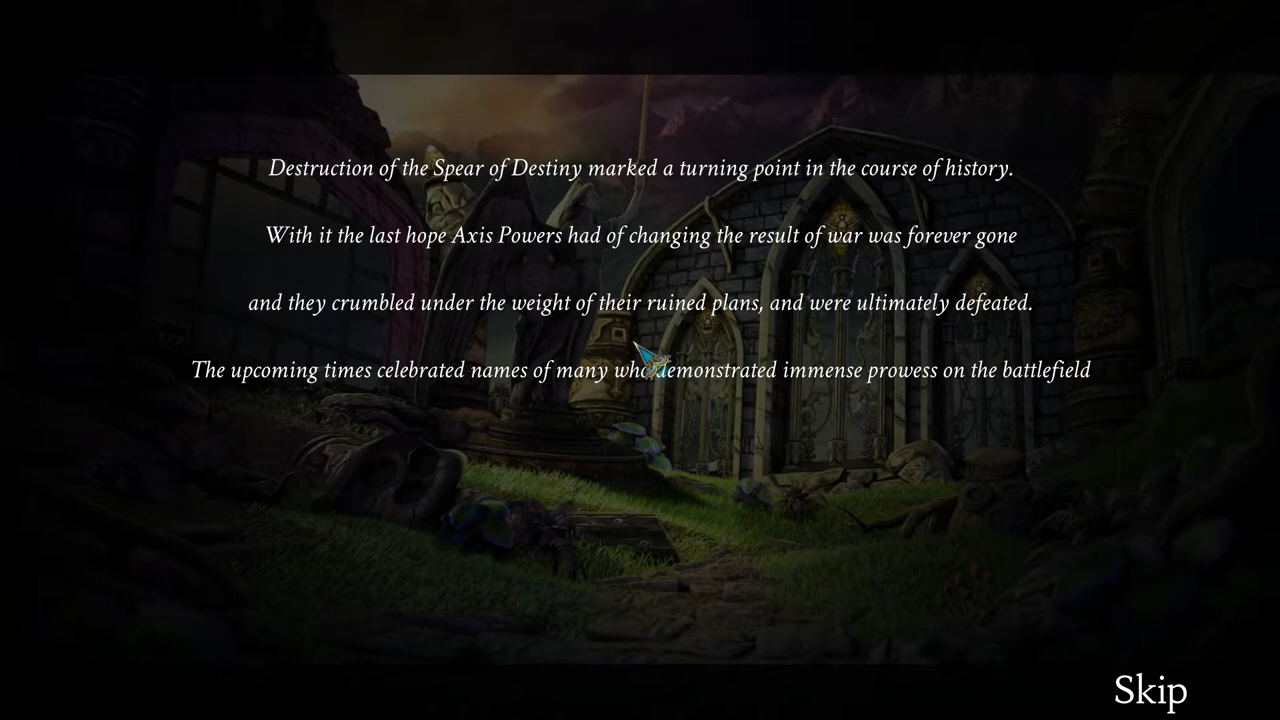 Destruction of the Spear of Destiny marked a turning point in the course of history.
With it the last hope Axis Powers had of changing the result of war was forever gone
and they crumbled under the weight of their ruined plans, and were ultimately defeated.
The upcoming times celebrated names of many who demonstrated immense prowess on the battlefield
Skip